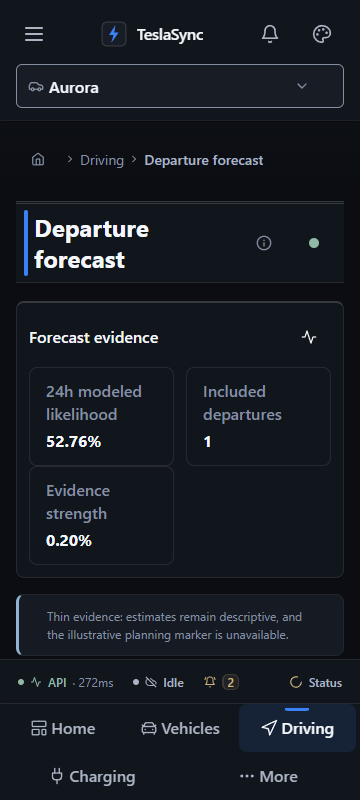 TeslaSync
Aurora
Driving
Departure forecast
Departure
forecast
Forecast evidence
24h modeled
likelihood
52.76%
Included
departures
1
Evidence
strength
0.20%
Thin evidence: estimates remain descriptive, and
the illustrative planning marker is unavailable.
API · 272ms
Idle
2
Status
Home
Vehicles
Driving
Charging
More